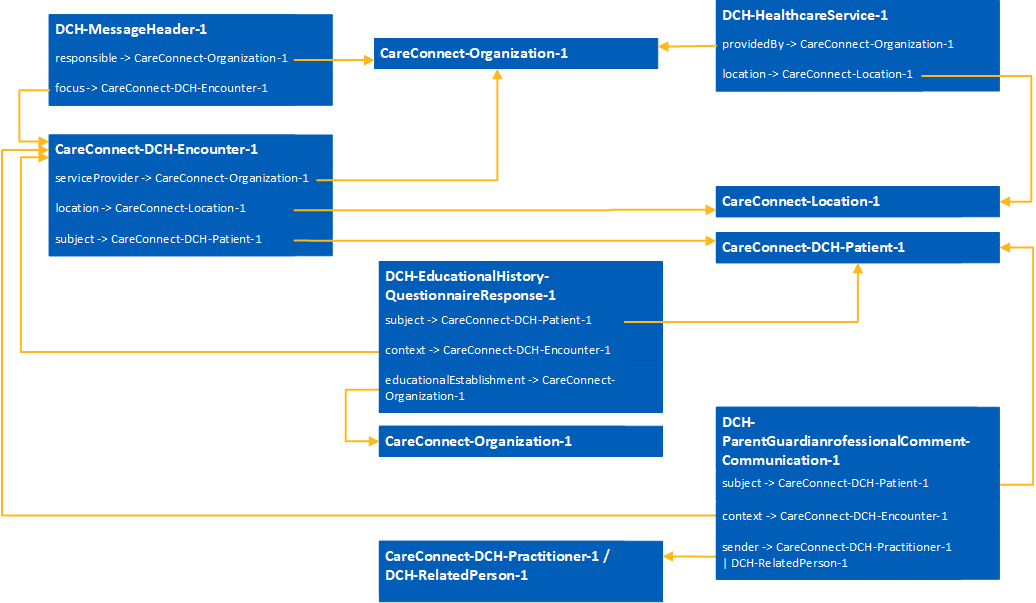 DCH-MessageHeader-1
responsible -> CareConnect-Organization-1
focus -> CareConnect-DCH-Encounter-1
CareConnect-Organization-1
DCH-HealthcareService-1
providedBy -> CareConnect-Organization-1
location -> CareConnect-Location-1
CareConnect-DCH-Encounter-1
serviceProvider -> CareConnect-Organization-1
location -> CareConnect-Location-1
subject -> CareConnect-DCH-Patient-1
CareConnect-Location-1
CareConnect-DCH-Patient-1
DCH-EducationalHistory-
QuestionnaireResponse-1
subject -> CareConnect-DCH-Patient-1
context -> CareConnect-DCH-Encounter-1
educationalEstablishment -> CareConnect-
Organization-1
CareConnect-Organization-1
DCH-
ParentGuardianrofessionalComment-
Communication-1
subject -> CareConnect-DCH-Patient-1
context -> CareConnect-DCH-Encounter-1
sender -> CareConnect-DCH-Practitioner-1
| DCH-RelatedPerson-1
CareConnect-DCH-Practitioner-1 /
DCH-RelatedPerson-1